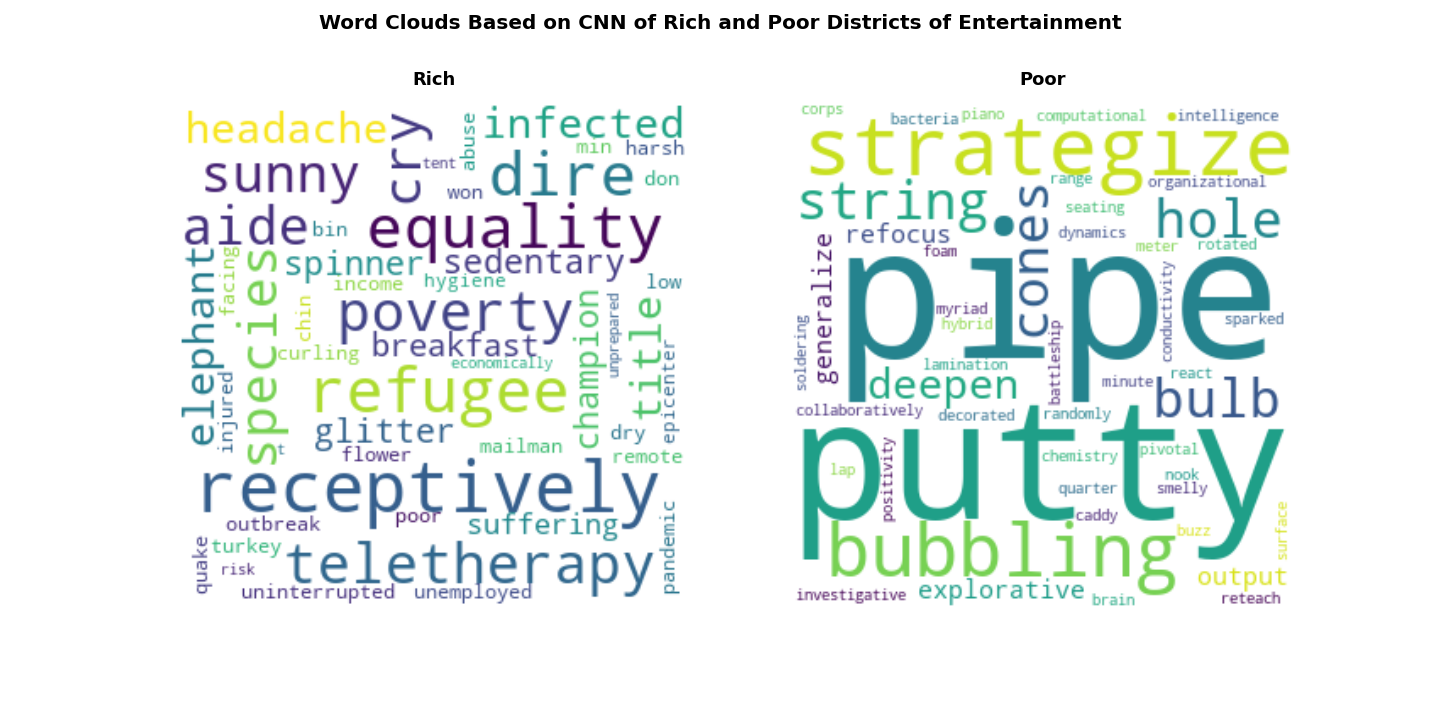 Word Clouds Based on CNN of Rich and Poor Districts of Entertainment
Rich
headache
cry
abuse
infected
min
harsh
sunny
tent
dire
don
won
aide
bin
equality
facing
spinner
sedentary
elephant
species
income
hygiene
low
chin
poverty
champion
unprepared
title
curling
breakfast
economically
epicenter
injured
refugee
t
glitter
dry
flower
mailman
remote
receptively
outbreak
poor
suffering
pandemic
quake
turkey
teletherapy
risk
uninterrupted
unemployed
Poor
corps
bacteria
piano
computational
intelligence
strategize
range
organizational
string
cones
seating
hole
refocus
dynamics
foam
meter
rotated
generalize
pipe
conductivity
myriad
hybrid
sparked
soldering
battleship
lamination
deepen
minute
react
bulb
collaboratively
decorated
randomly
putty
positivity
chemistry
pivotal
lap
nook
quarter
smelly
caddy
surface
bubbling
buzz
output
investigative
explorative
brain
reteach